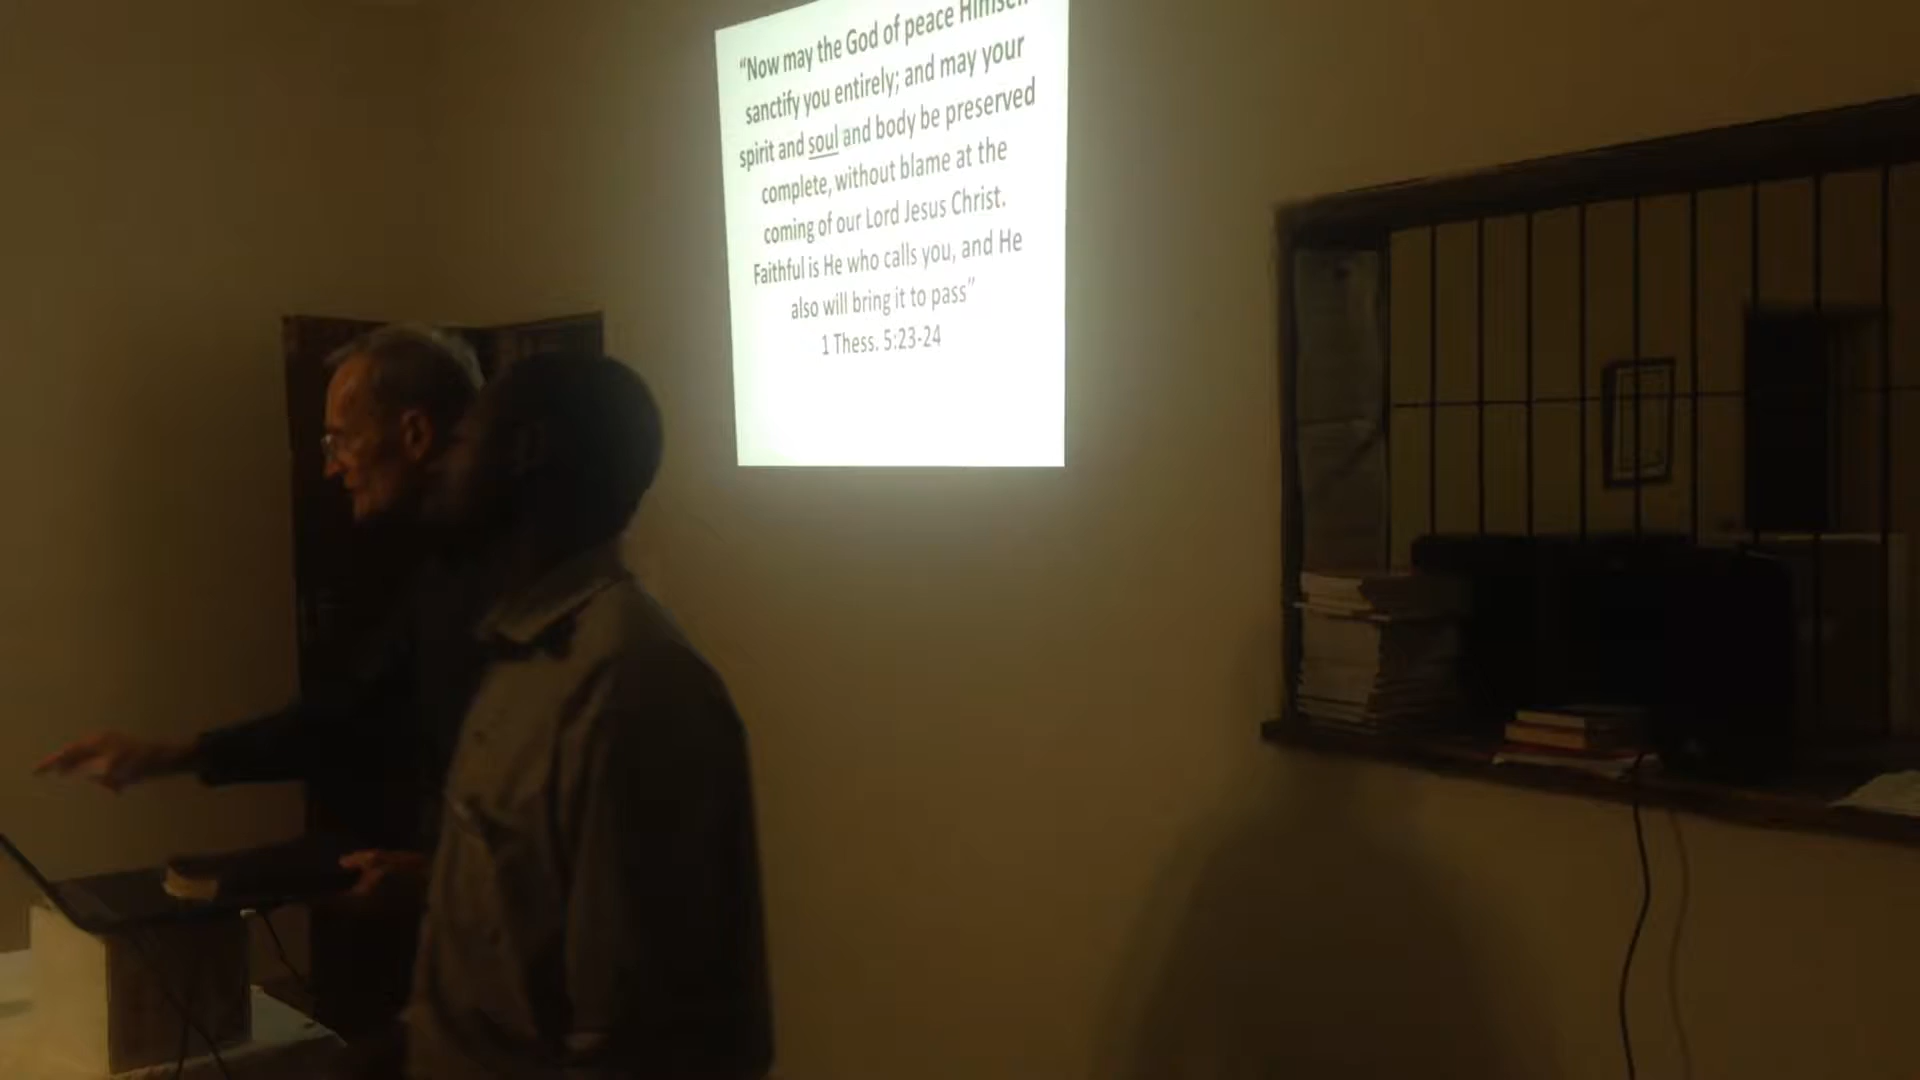 “Now may the God of peace Himself
sanctify you entirely; and may your
spirit and soul and body be preserved
complete, without blame at the
coming of our Lord Jesus Christ.
Faithful is He who calls you, and He
also will bring it to pass”
1 Thess. 5:23-24